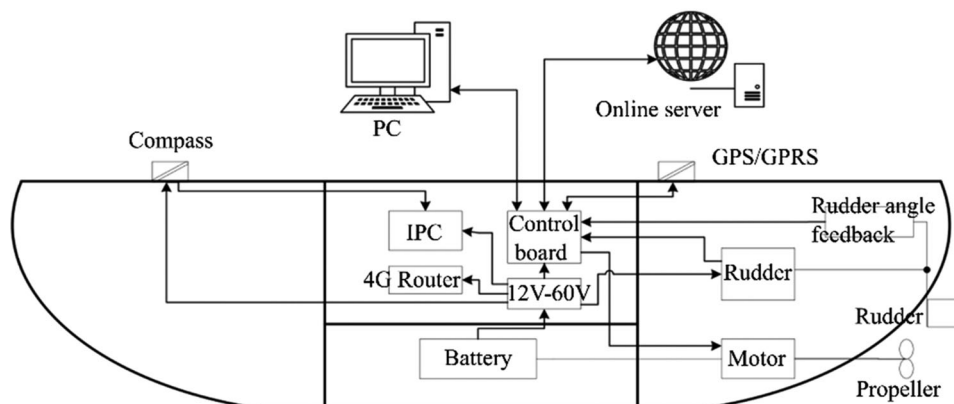 PC
Online server
Compass
GPS/GPRS
Rudder angle
feedback
IPC
Control
board
4G Router
12V-60V
Rudder
Rudder
Battery
Motor
Propeller